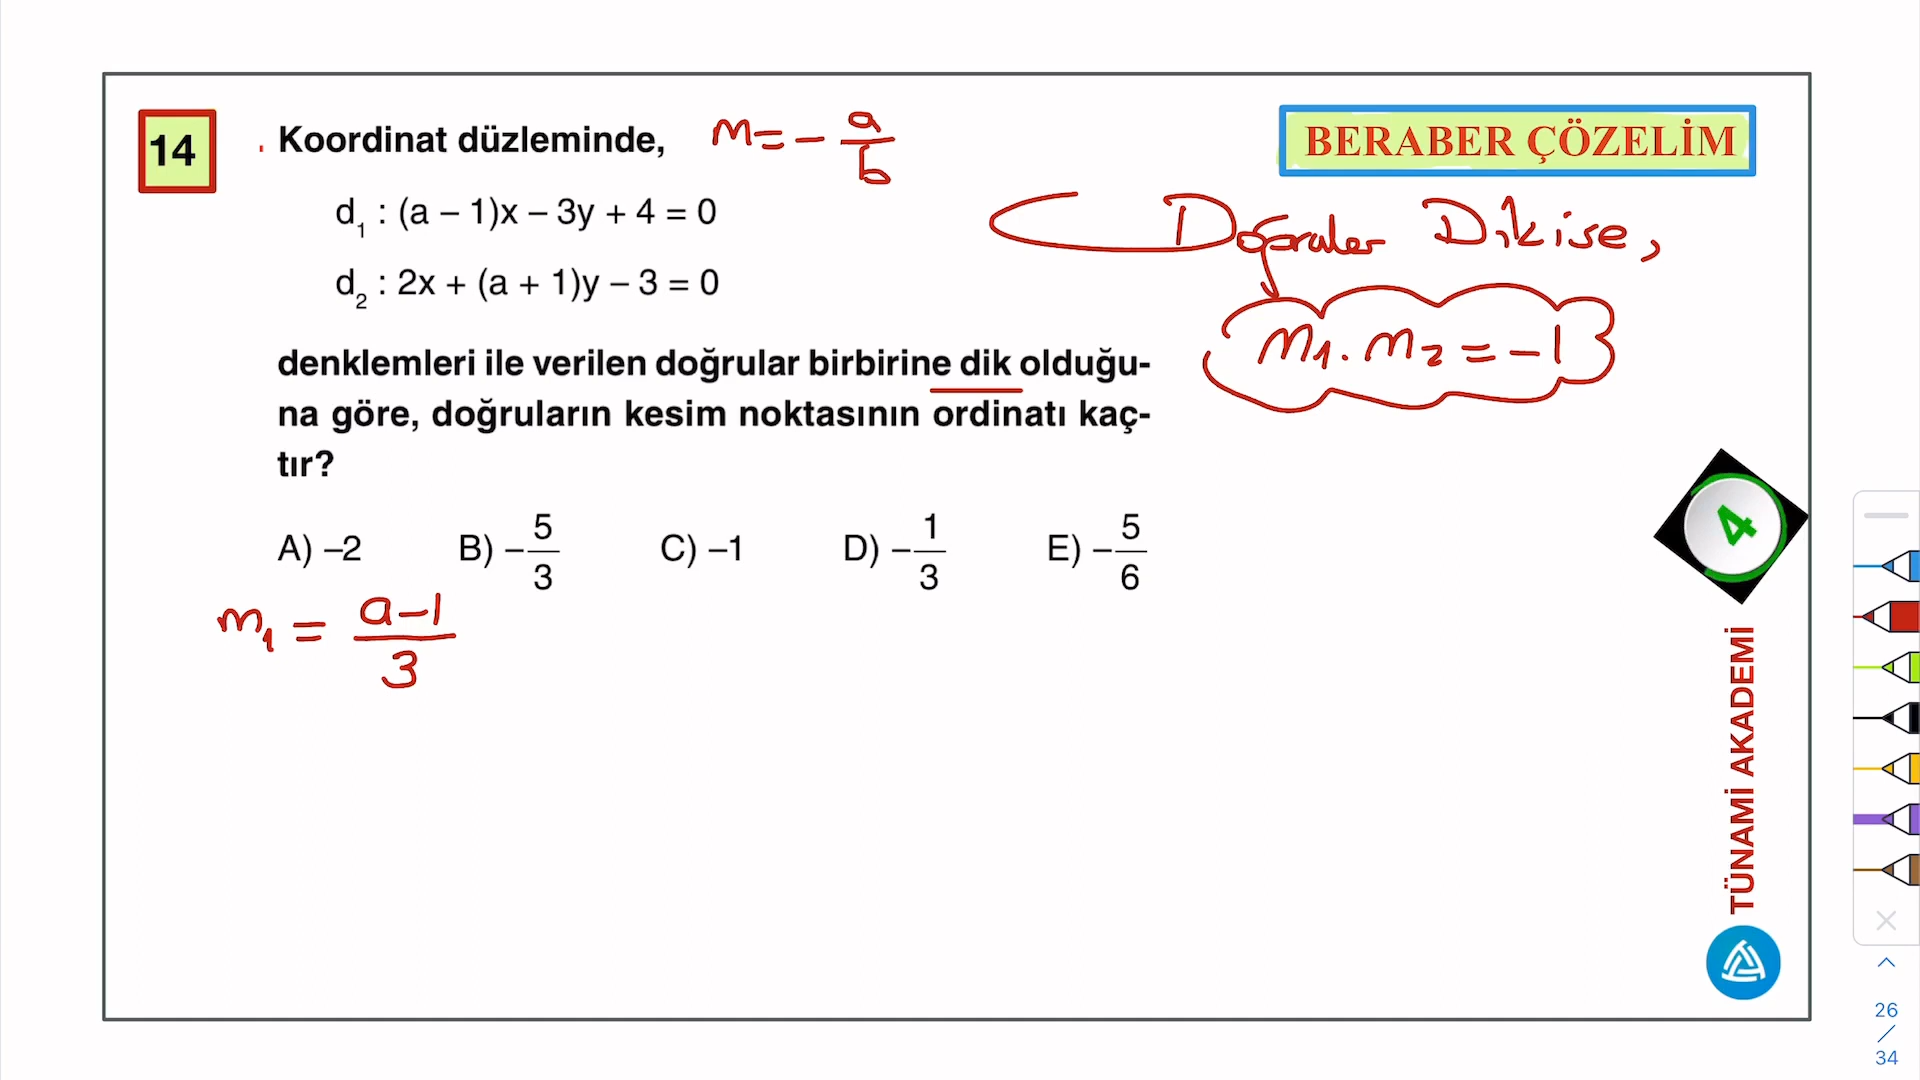 14
Koordinat düzleminde,
m = - a/b
BERABER ÇÖZELİM
d₁ : (a – 1)x – 3y + 4 = 0
d₂ : 2x + (a + 1)y – 3 = 0
Doğrular Dik ise,
m₁ . m₂ = -1
denklemleri ile verilen doğrular birbirine dik olduğu-
na göre, doğruların kesim noktasının ordinatı kaç-
tır?
A) –2 B) –5/3 C) –1 D) –1/3 E) –5/6
m₁ = a-1/3
4
TÜNAMİ AKADEMİ
26
/
34